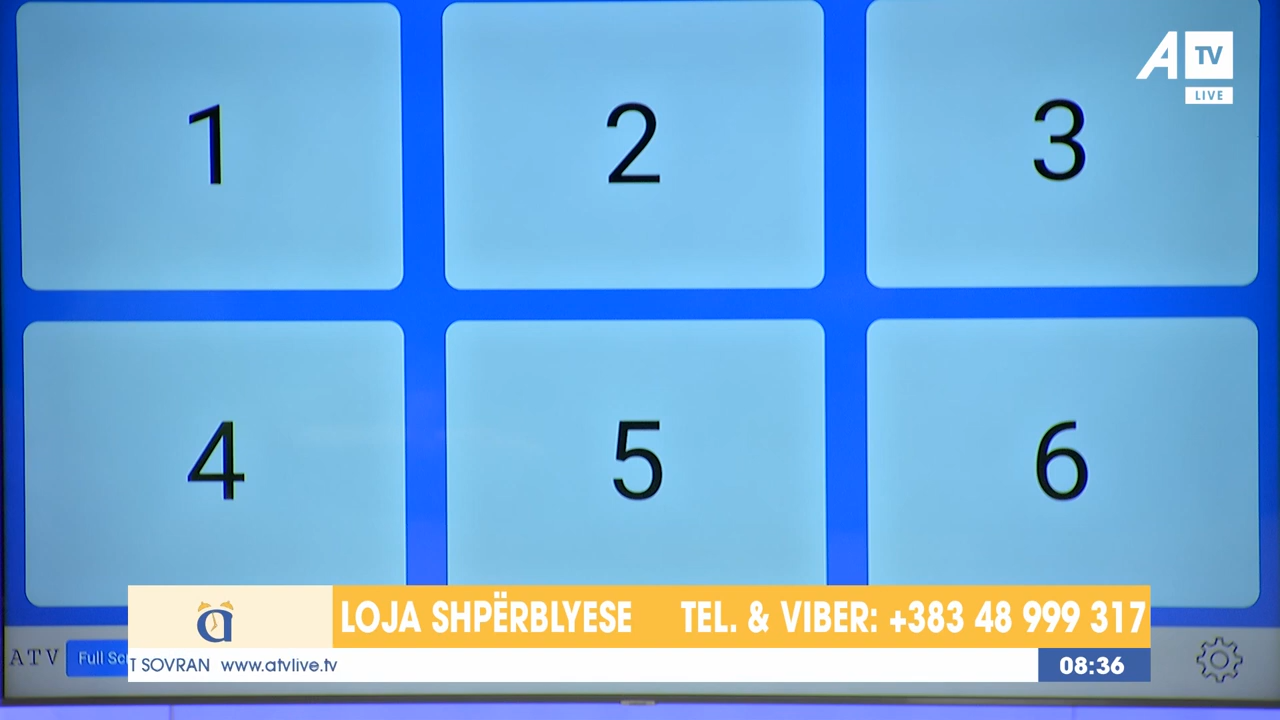 1 2 3
A TV
LIVE
4 5 6
LOJA SHPËRBLYESE TEL. & VIBER: +383 48 999 317
ATV Full
T SOVRAN www.atvlive.tv 08:36